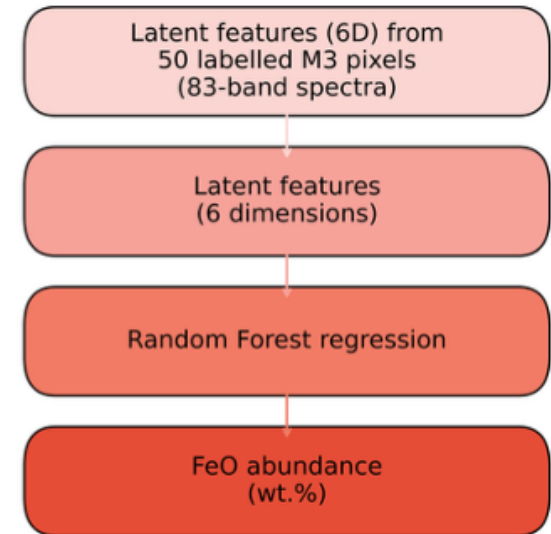 Latent features (6D) from
50 labelled M3 pixels
(83-band spectra)
Latent features
(6 dimensions)
Random Forest regression
FeO abundance
(wt.%)